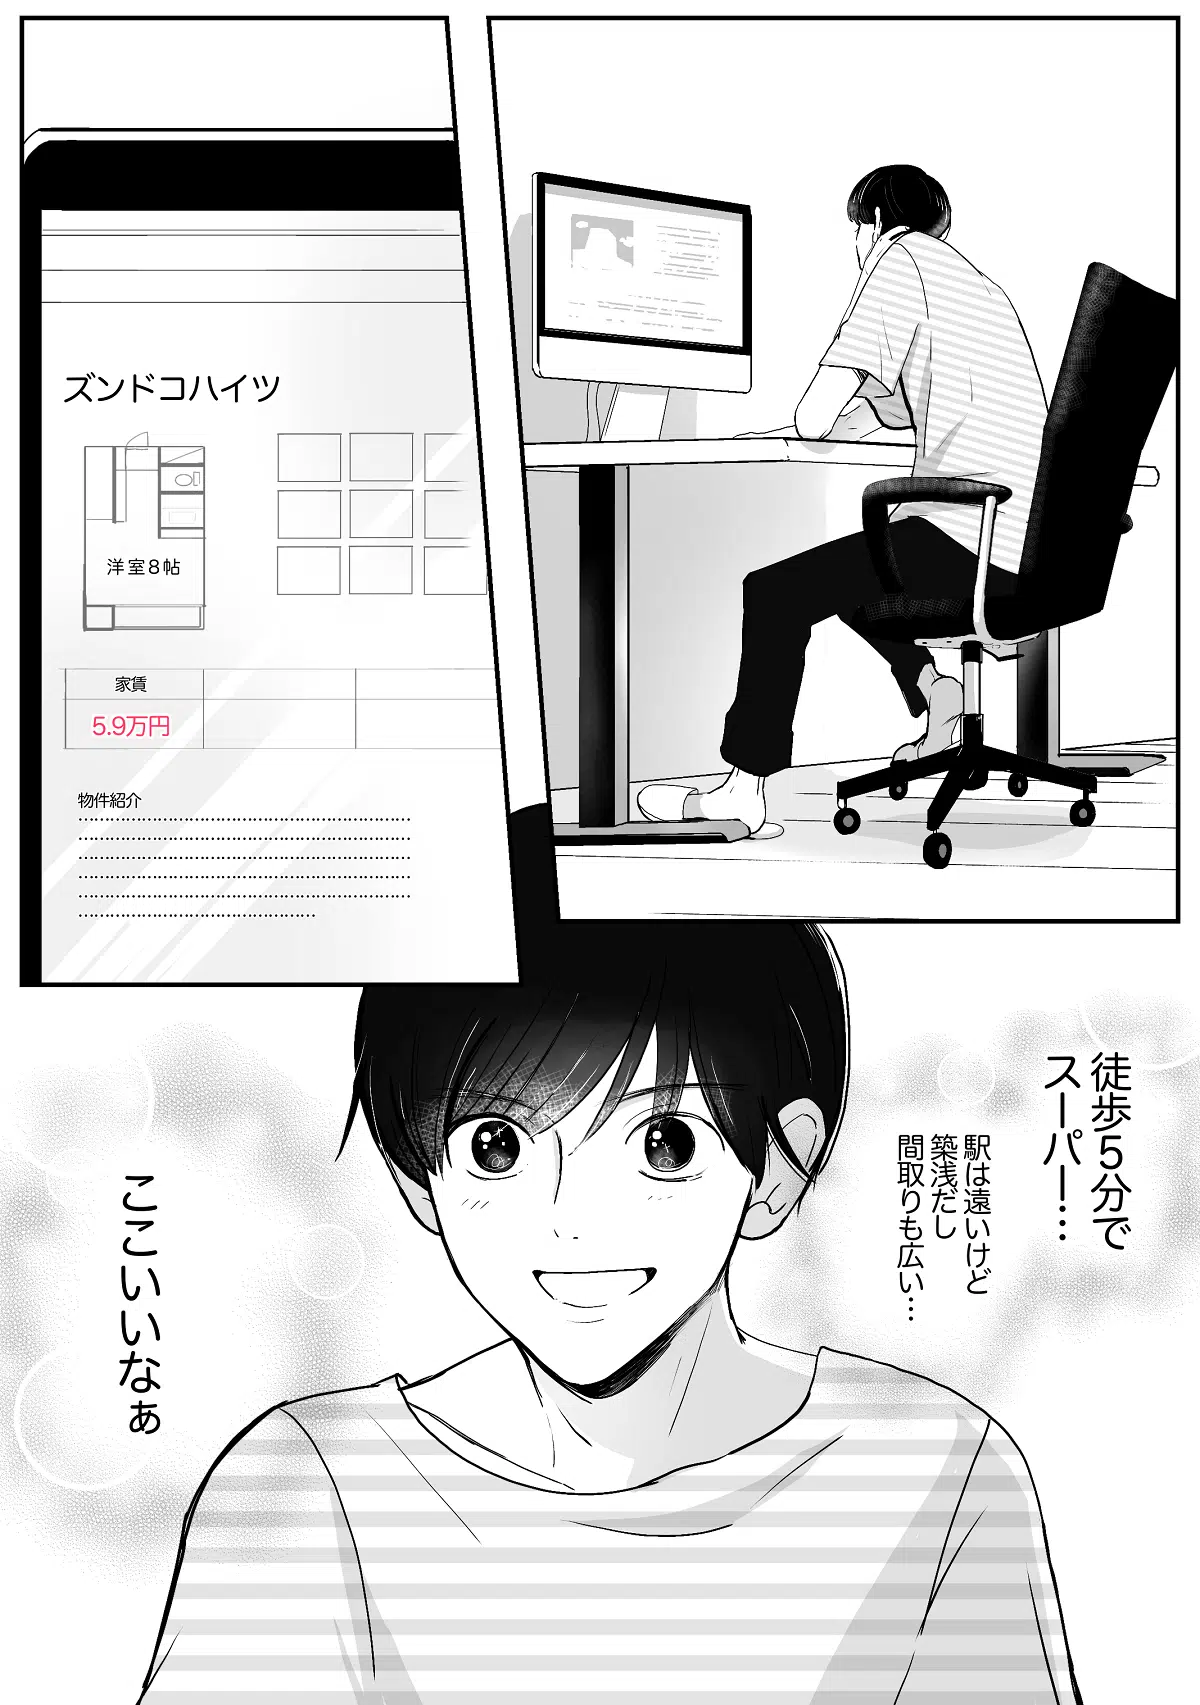 ズンドコハイツ
洋室8帖
家賃
5.9万円
物件紹介
徒歩5分で
スーパー…
駅は遠いけど
築浅だし
間取りも広い…
ここいいなぁ